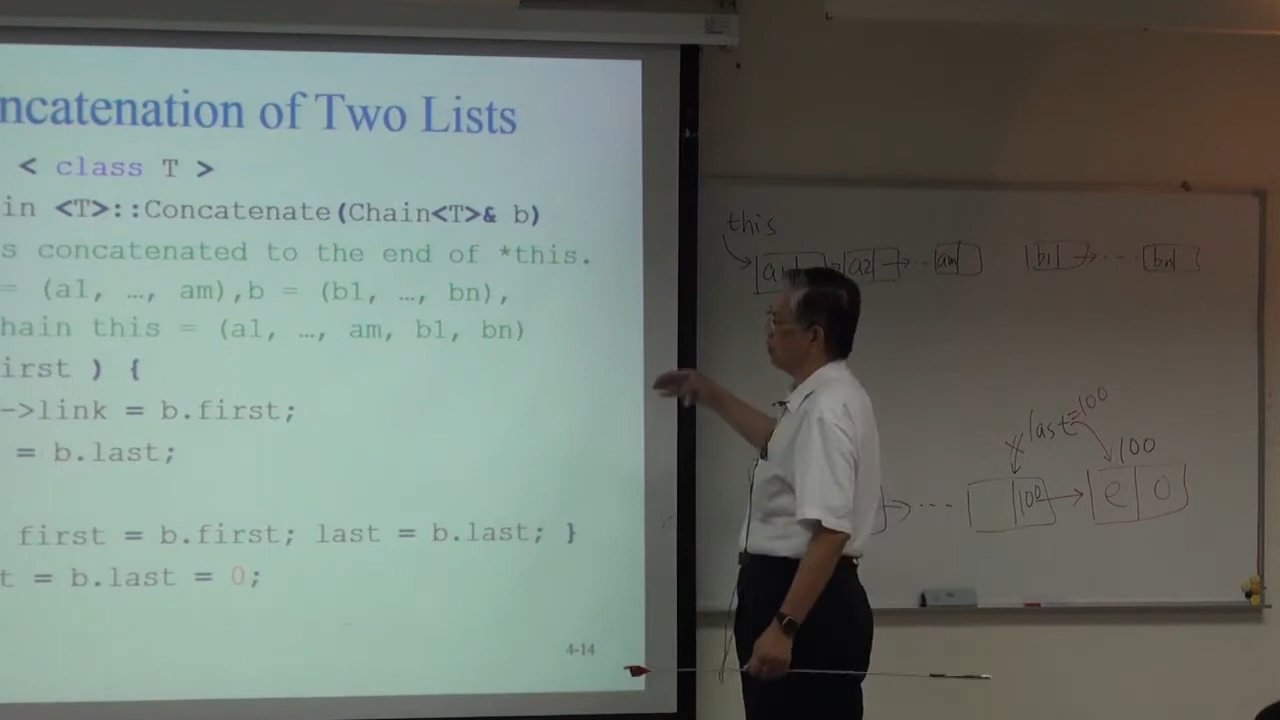 ncatenation of Two Lists
< class T >
in <T>::Concatenate(Chain<T>& b)
s concatenated to the end of *this.
= (a1, …, am),b = (b1, …, bn),
hain this = (a1, …, am, b1, bn)
irst ) {
->link = b.first;
= b.last;
first = b.first; last = b.last; }
t = b.last = 0;
4-14
this
a1 a2 ... am b1 ... bn
last=100
100
... 100 e 0